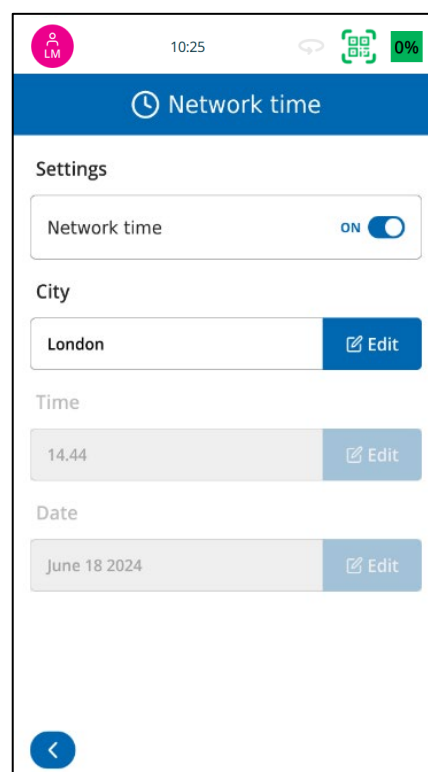 LM
10:25
0%
Network time
Settings
Network time
ON
City
London
Edit
Time
14.44
Edit
Date
June 18 2024
Edit